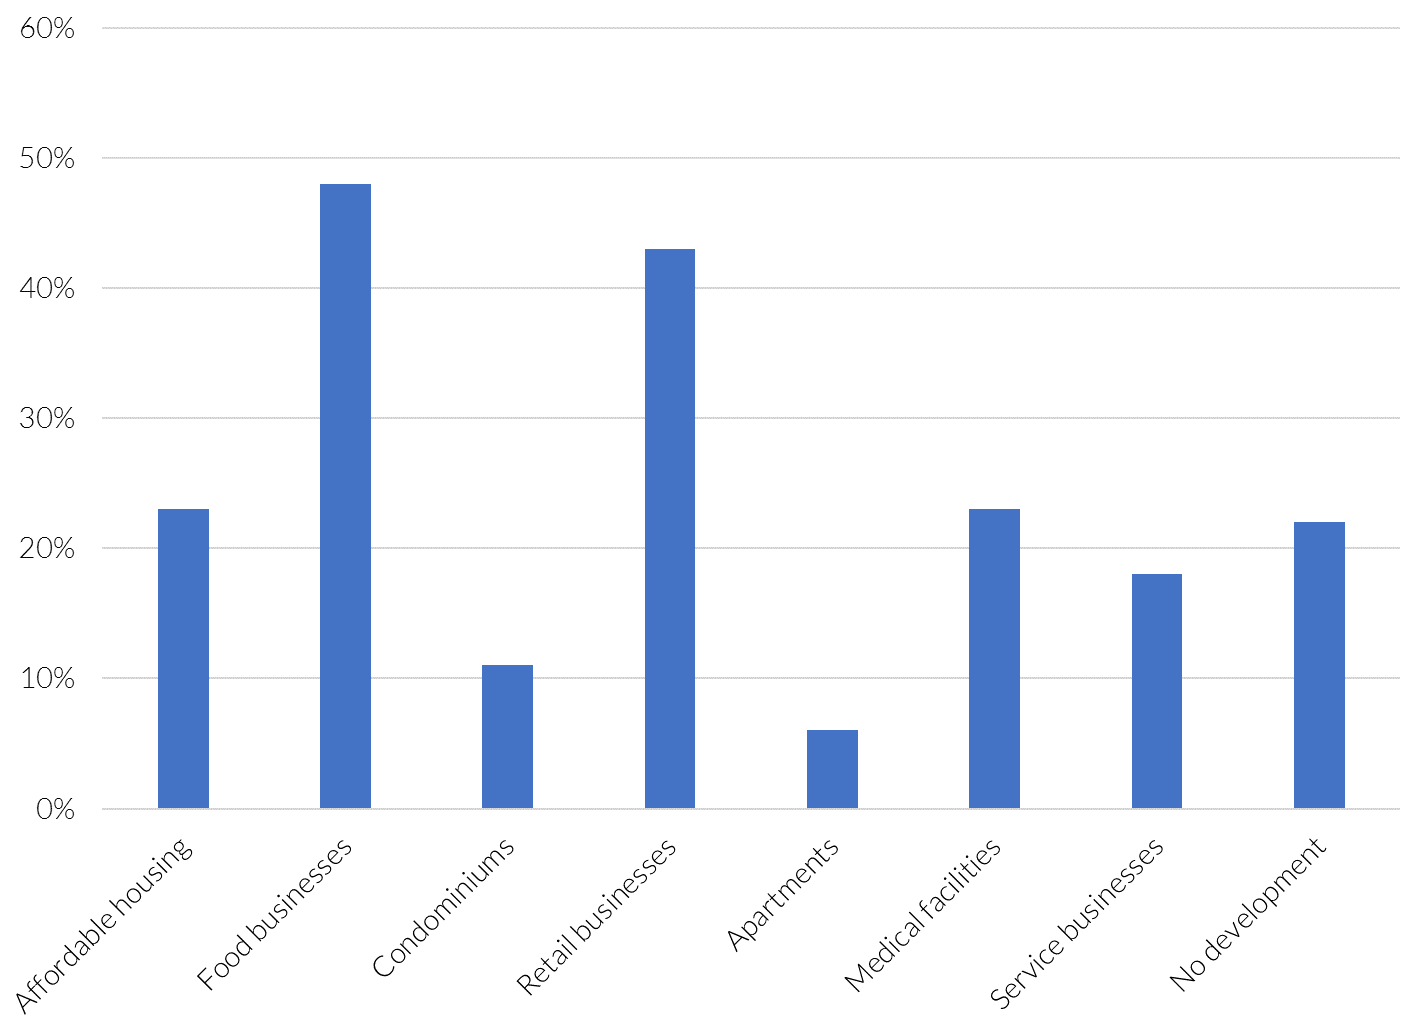 60%
50%
40%
30%
20%
10%
0%
Affordable housing
Food businesses
Condominiums
Retail businesses
Apartments
Medical facilities
Service businesses
No development